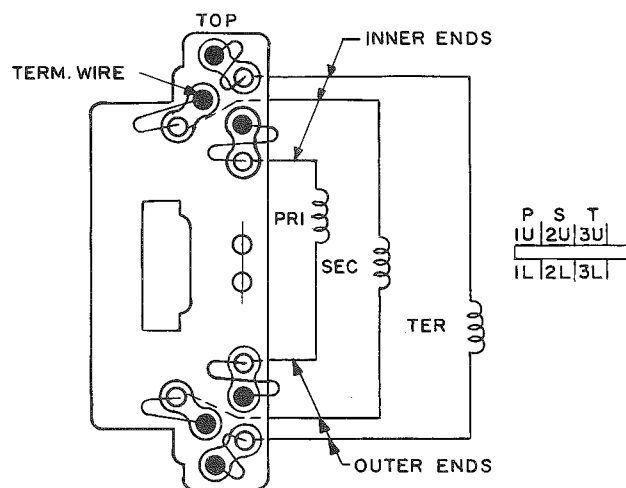 TOP
INNER ENDS
TERM. WIRE
PRI
SEC
TER
P S T
1U 2U 3U
1L 2L 3L
OUTER ENDS